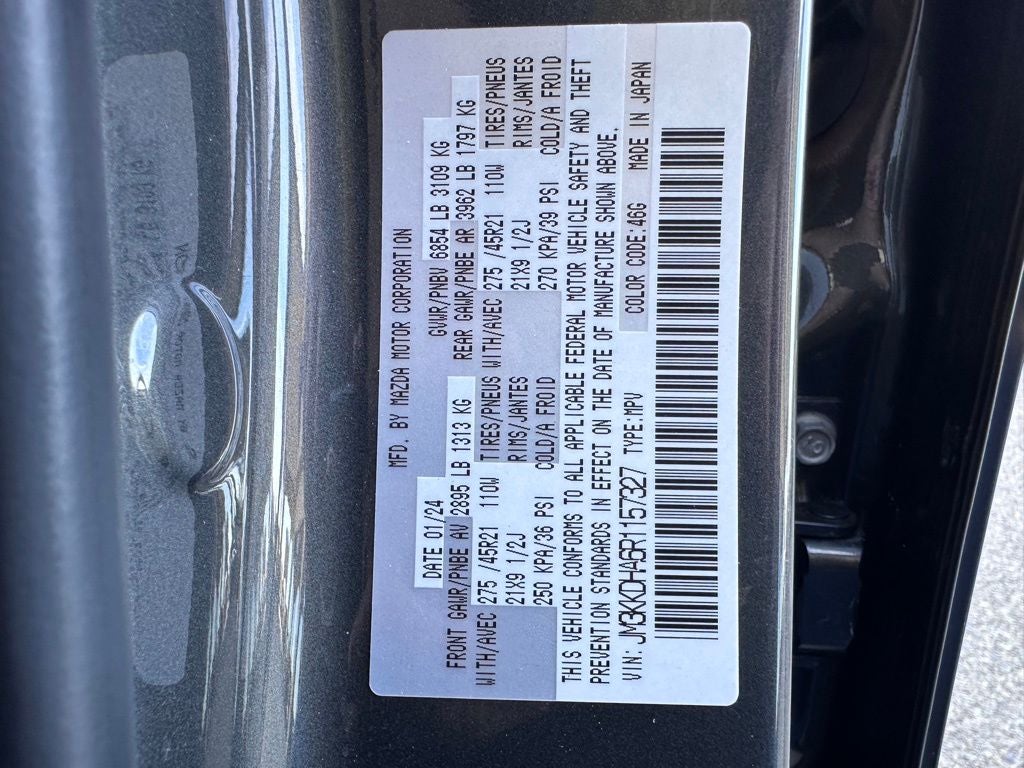 MFD. BY MAZDA MOTOR CORPORATION
DATE 01/24 GVWR/PNBV 6854 LB 3109 KG
FRONT GAWR/PNBE AV 2895 LB 1313 KG REAR GAWR/PNBE AR 3962 LB 1797 KG
WITH/AVEC 275 /45R21 110W TIRES/PNEUS WITH/AVEC 275 /45R21 110W TIRES/PNEUS
21X9 1/2J RIMS/JANTES 21X9 1/2J RIMS/JANTES
250 KPA/36 PSI COLD/A FROID 270 KPA/39 PSI COLD/A FROID
THIS VEHICLE CONFORMS TO ALL APPLICABLE FEDERAL MOTOR VEHICLE SAFETY AND THEFT
PREVENTION STANDARDS IN EFFECT ON THE DATE OF MANUFACTURE SHOWN ABOVE.
VIN: JM3KKDHA6R1157327 TYPE:MPV COLOR CODE:46G MADE IN JAPAN